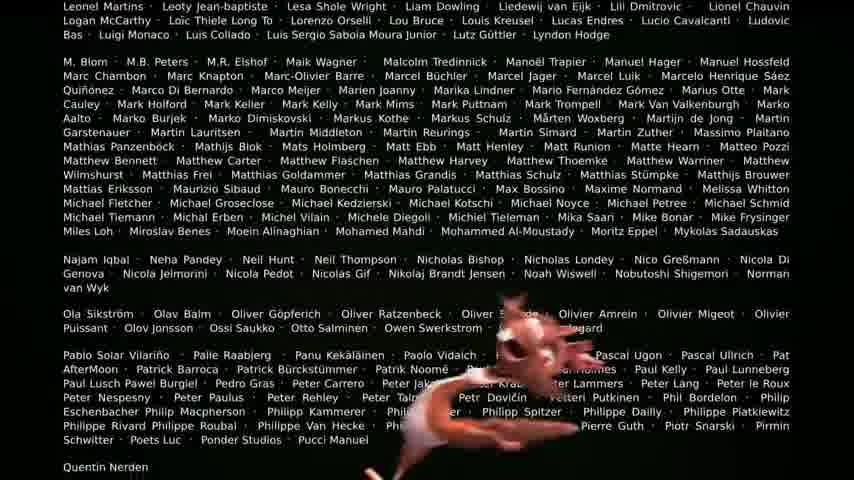 Leonel Martins · Leoty Jean-baptiste · Lesa Shole Wright · Liam Dowling · Liedewij van Eijk · Lili Dmitrovic · Lionel Chauvin
Logan McCarthy · Loïc Thiele Long To · Lorenzo Orselli · Lou Bruce · Louis Kreusel · Lucas Endres · Lucio Cavalcanti · Ludovic
Bas · Luigi Monaco · Luis Collado · Luis Sergio Saboia Moura Junior · Lutz Güttler · Lyndon Hodge
M. Blom · M.B. Peters · M.R. Elshof · Maik Wagner · Malcolm Tredinnick · Manoël Trapier · Manuel Hager · Manuel Hossfeld
Marc Chambon · Marc Knapton · Marc-Olivier Barre · Marcel Büchler · Marcel Jager · Marcel Luik · Marcelo Henrique Sáez
Quiñónez · Marco Di Bernardo · Marco Meijer · Marien Joanny · Marika Lindner · Mario Fernández Gómez · Marius Otte · Mark
Cauley · Mark Holford · Mark Keller · Mark Kelly · Mark Mims · Mark Puttnam · Mark Trompell · Mark Van Valkenburgh · Marko
Aalto · Marko Burjek · Marko Dimiskovski · Markus Kothe · Markus Schulz · Mårten Woxberg · Martijn de Jong · Martin
Garstenauer · Martin Lauritsen · Martin Middleton · Martin Reurings · Martin Simard · Martin Zuther · Massimo Plaitano
Mathias Panzenböck · Mathijs Blok · Mats Holmberg · Matt Ebb · Matt Henley · Matt Runion · Matte Hearn · Matteo Pozzi
Matthew Bennett · Matthew Carter · Matthew Flaschen · Matthew Harvey · Matthew Thoemke · Matthew Warriner · Matthew
Wilmshurst · Matthias Frei · Matthias Goldammer · Matthias Grandis · Matthias Schulz · Matthias Stümpke · Matthijs Brouwer
Mattias Eriksson · Maurizio Sibaud · Mauro Bonecchi · Mauro Palatucci · Max Bossino · Maxime Normand · Melissa Whitton
Michael Fletcher · Michael Groseclose · Michael Kedzierski · Michael Kotschi · Michael Noyce · Michael Petree · Michael Schmid
Michael Tiemann · Michal Erben · Michel Vilain · Michele Diegoli · Michiel Tieleman · Mika Saari · Mike Bonar · Mike Frysinger
Miles Loh · Miroslav Benes · Moein Alinaghian · Mohamed Mahdi · Mohammed Al-Moustady · Moritz Eppel · Mykolas Sadauskas
Najam Iqbal · Neha Pandey · Neil Hunt · Neil Thompson · Nicholas Bishop · Nicholas Londey · Nico Greßmann · Nicola Di
Genova · Nicola Jelmorini · Nicola Pedot · Nicolas Gif · Nikolaj Brandt Jensen · Noah Wiswell · Nobutoshi Shigemori · Norman
van Wyk
Ola Sikström · Olav Balm · Oliver Göpferich · Oliver Ratzenbeck · Oliver · Olivier Amrein · Olivier Migeot · Olivier
Puissant · Olov Jonsson · Ossi Saukko · Otto Salminen · Owen Swerkstrom ·
Pablo Solar Vilariño · Palle Raabjerg · Panu Kekäläinen · Paolo Vidaich · Pascal Ugon · Pascal Ullrich · Pat
AfterMoon · Patrick Barroca · Patrick Bürckstümmer · Patrik Noomé · Paul Kelly · Paul Lunneberg
Paul Lusch Pawel Burgiel · Pedro Gras · Peter Carrero · Peter Lammers · Peter Lang · Peter le Roux
Peter Nespesny · Peter Paulus · Peter Rehley · Peter · Petr Dovičin · Petteri Putkinen · Phil Bordelon · Philip
Eschenbacher Philip Macpherson · Philipp Kammerer · Philipp Spitzer · Philippe Dailly · Philippe Platkiewitz
Philippe Rivard Philippe Roubal · Philippe Van Hecke · Pierre Guth · Piotr Snarski · Pirmin
Schwitter · Poets Luc · Ponder Studios · Pucci Manuel
Quentin Nerden